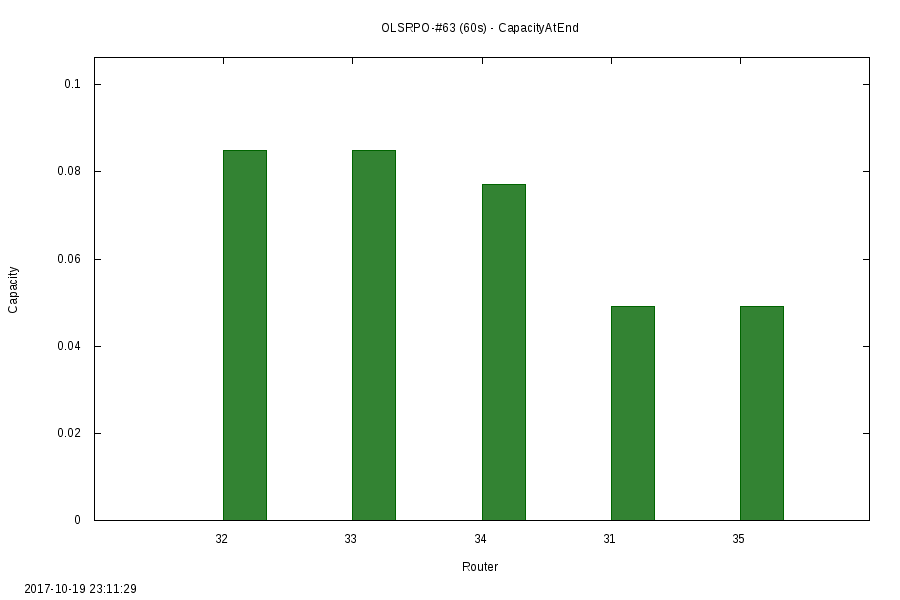 OLSRPO-#63 (60s) - CapacityAtEnd
0.1
0.08
0.06
0.04
0.02
0
Capacity
32 33 34 31 35
Router
2017-10-19 23:11:29